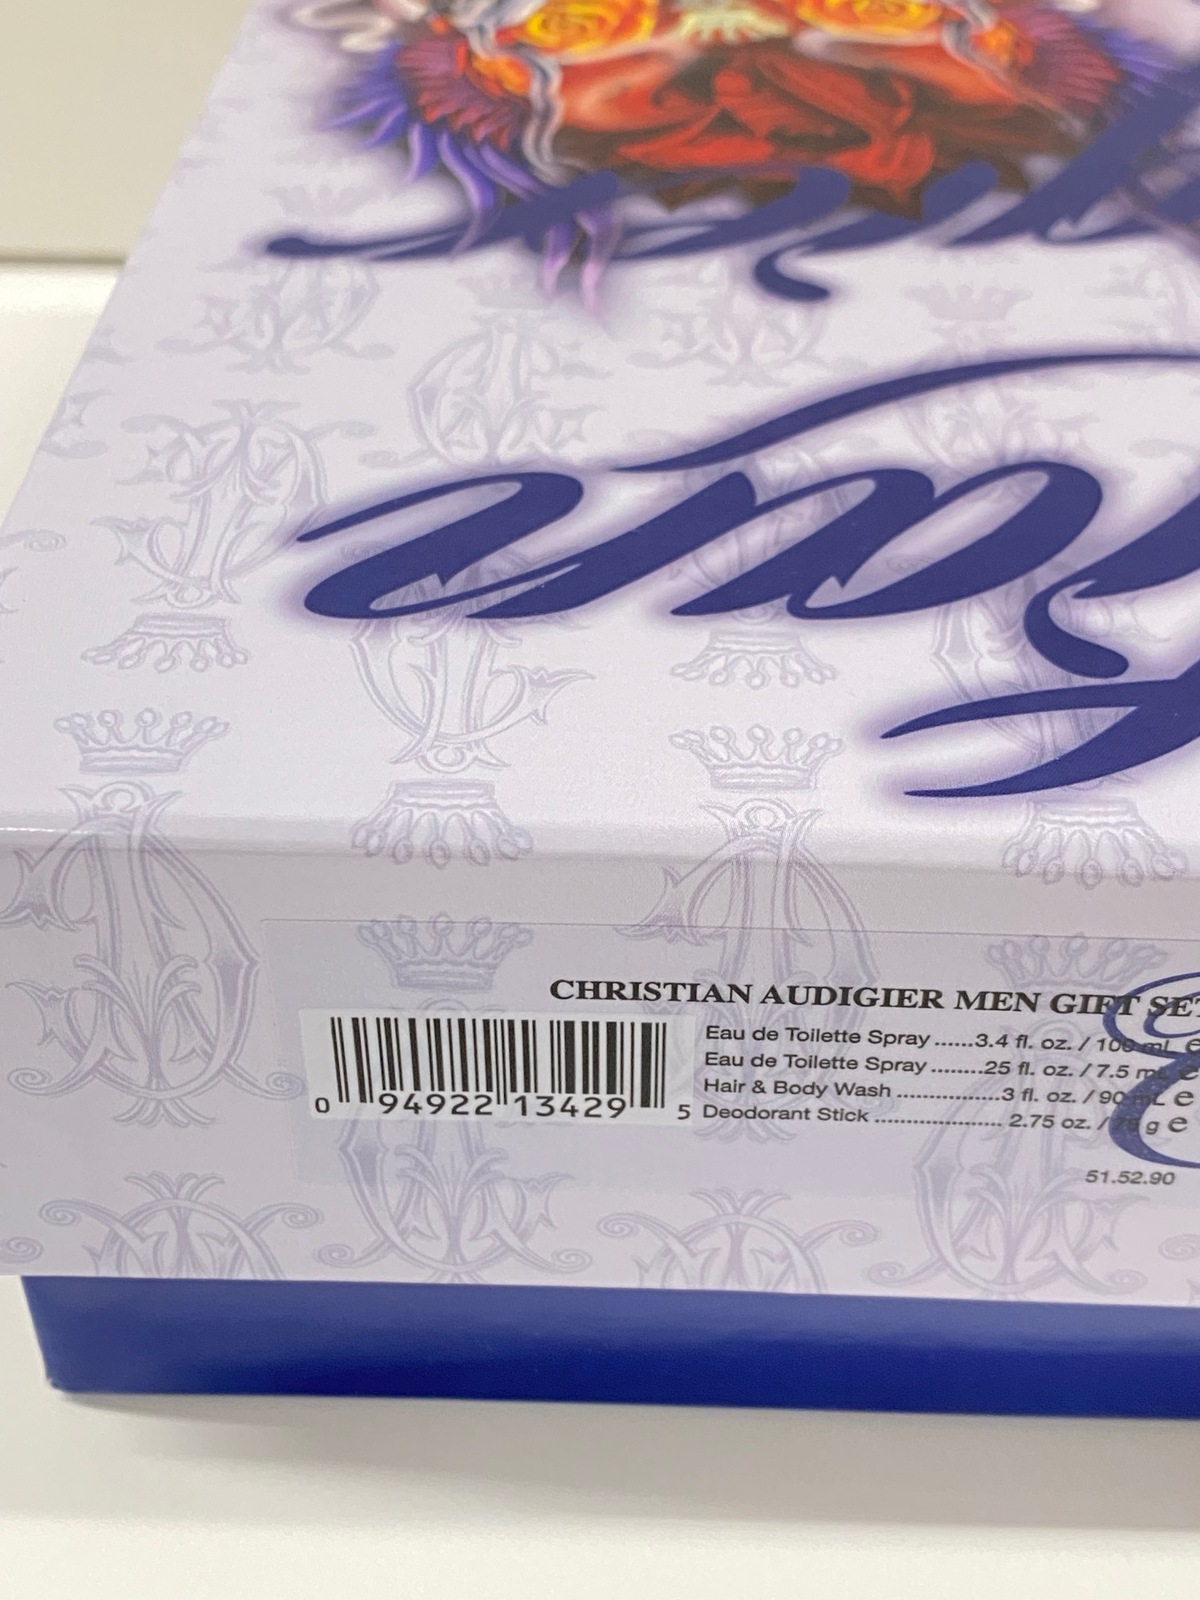 CHRISTIAN AUDIGIER MEN GIFT SET
Eau de Toilette Spray ......3.4 fl. oz. / 100 mL e
Eau de Toilette Spray ........25 fl. oz. / 7.5 mL e
Hair & Body Wash .................3 fl. oz. / 90 mL e
Deodorant Stick ..................... 2.75 oz. / g e
0 94922 13429 5
51.52.90